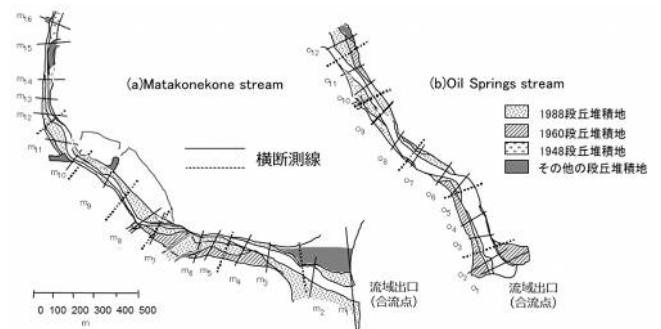 (a)Matakonekone stream
(b)Oil Springs stream
1988段丘堆積地
1960段丘堆積地
1948段丘堆積地
その他の段丘堆積地
横断測線
m16
m15
m14
m13
m12
m11
m10
m9
m8
m7
m6
m5
m4
m3
m2
m1
流域出口
(合流点)
O12
O11
O10
O9
O8
O7
O6
O5
O4
O3
O2
O1
流域出口
(合流点)
0 100 200 300 400 500
m